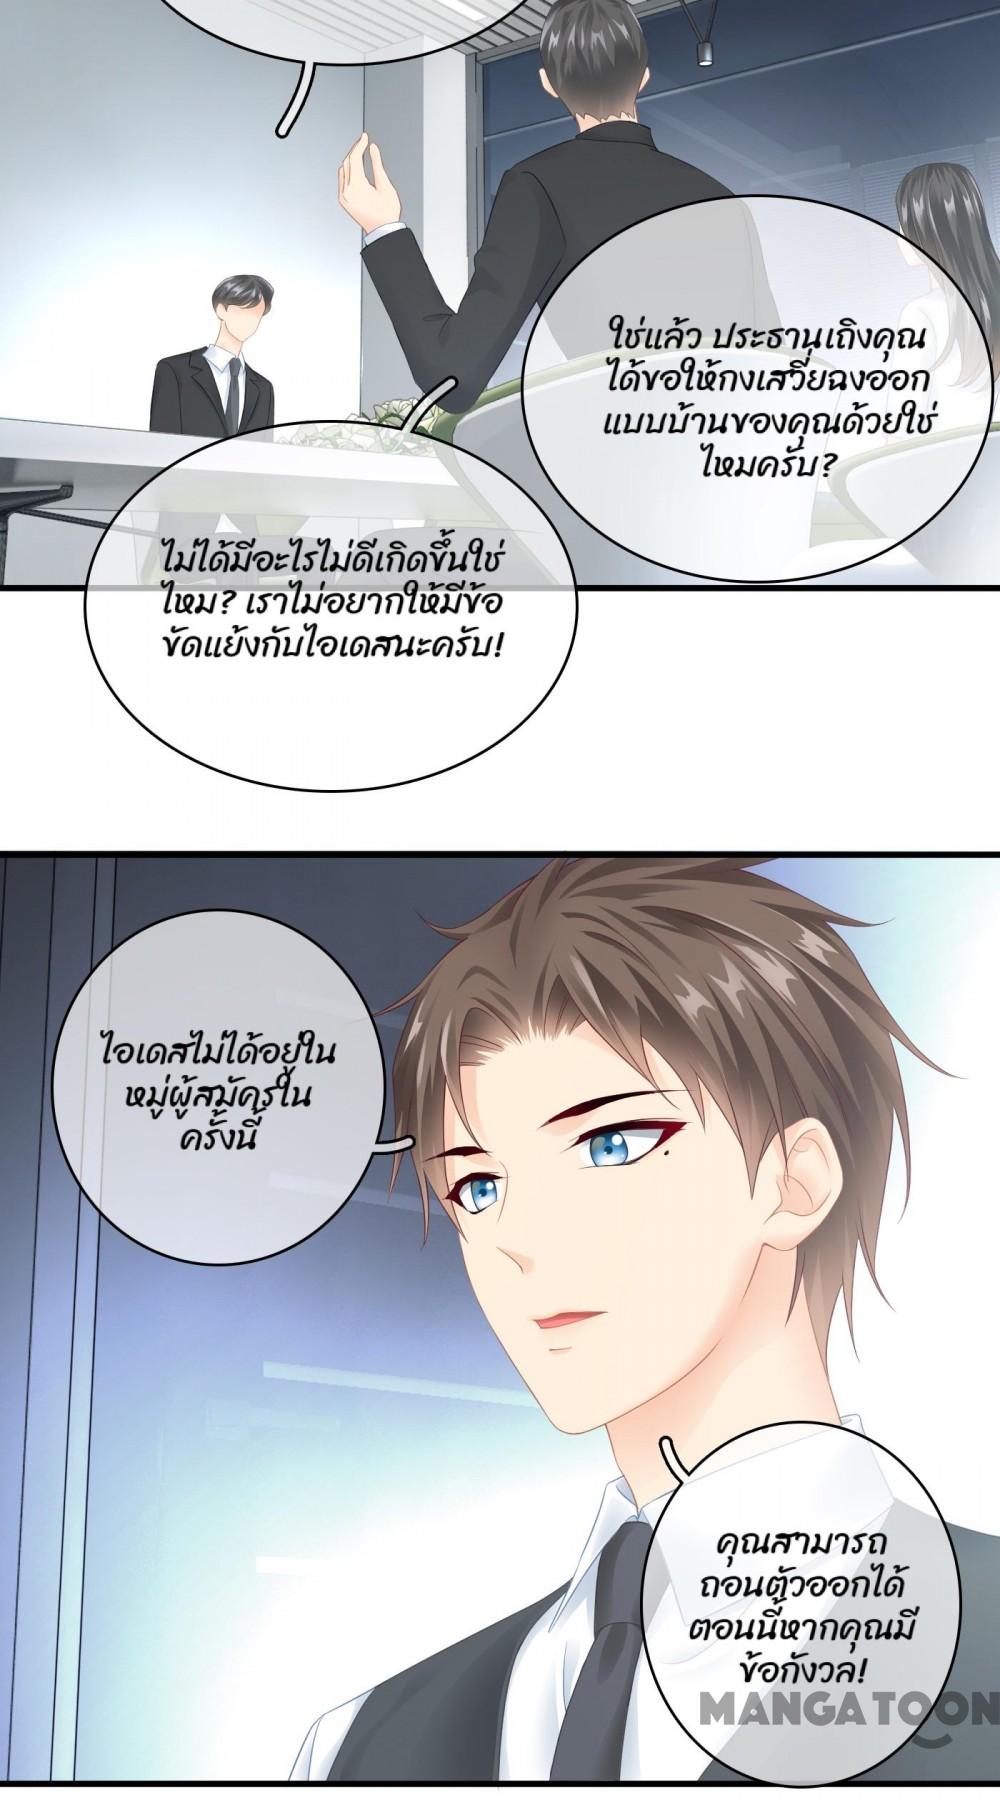 ใช่แล้ว ประธานเถิงคุณ
ได้ขอให้กงเสวี่ยฉงออก
แบบบ้านของคุณด้วยใช่
ไหมครับ?
ไม่ได้มีอะไรไม่ดีเกิดขึ้นใช่
ไหม? เราไม่อยากให้มีข้อ
ขัดแย้งกับไอเดสนะครับ!
ไอเดสไม่ได้อยู่ใน
หมู่ผู้สมัครใน
ครั้งนี้
คุณสามารถ
ถอนตัวออกได้
ตอนนี้หากคุณมี
ข้อกังวล!
MANGATOON